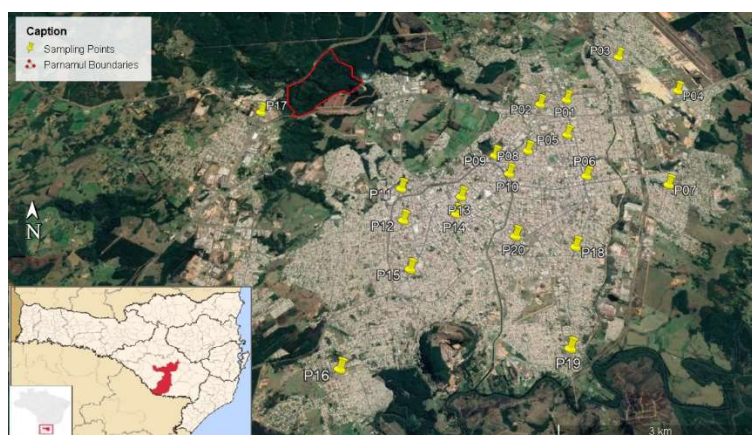 Caption
Sampling Points
Parnamul Boundaries
P03
P04
P17
P02
P01
P05
P09
P08
P06
P10
P07
P11
P13
P12
P14
P20
P18
P15
P16
P19
N
3 km